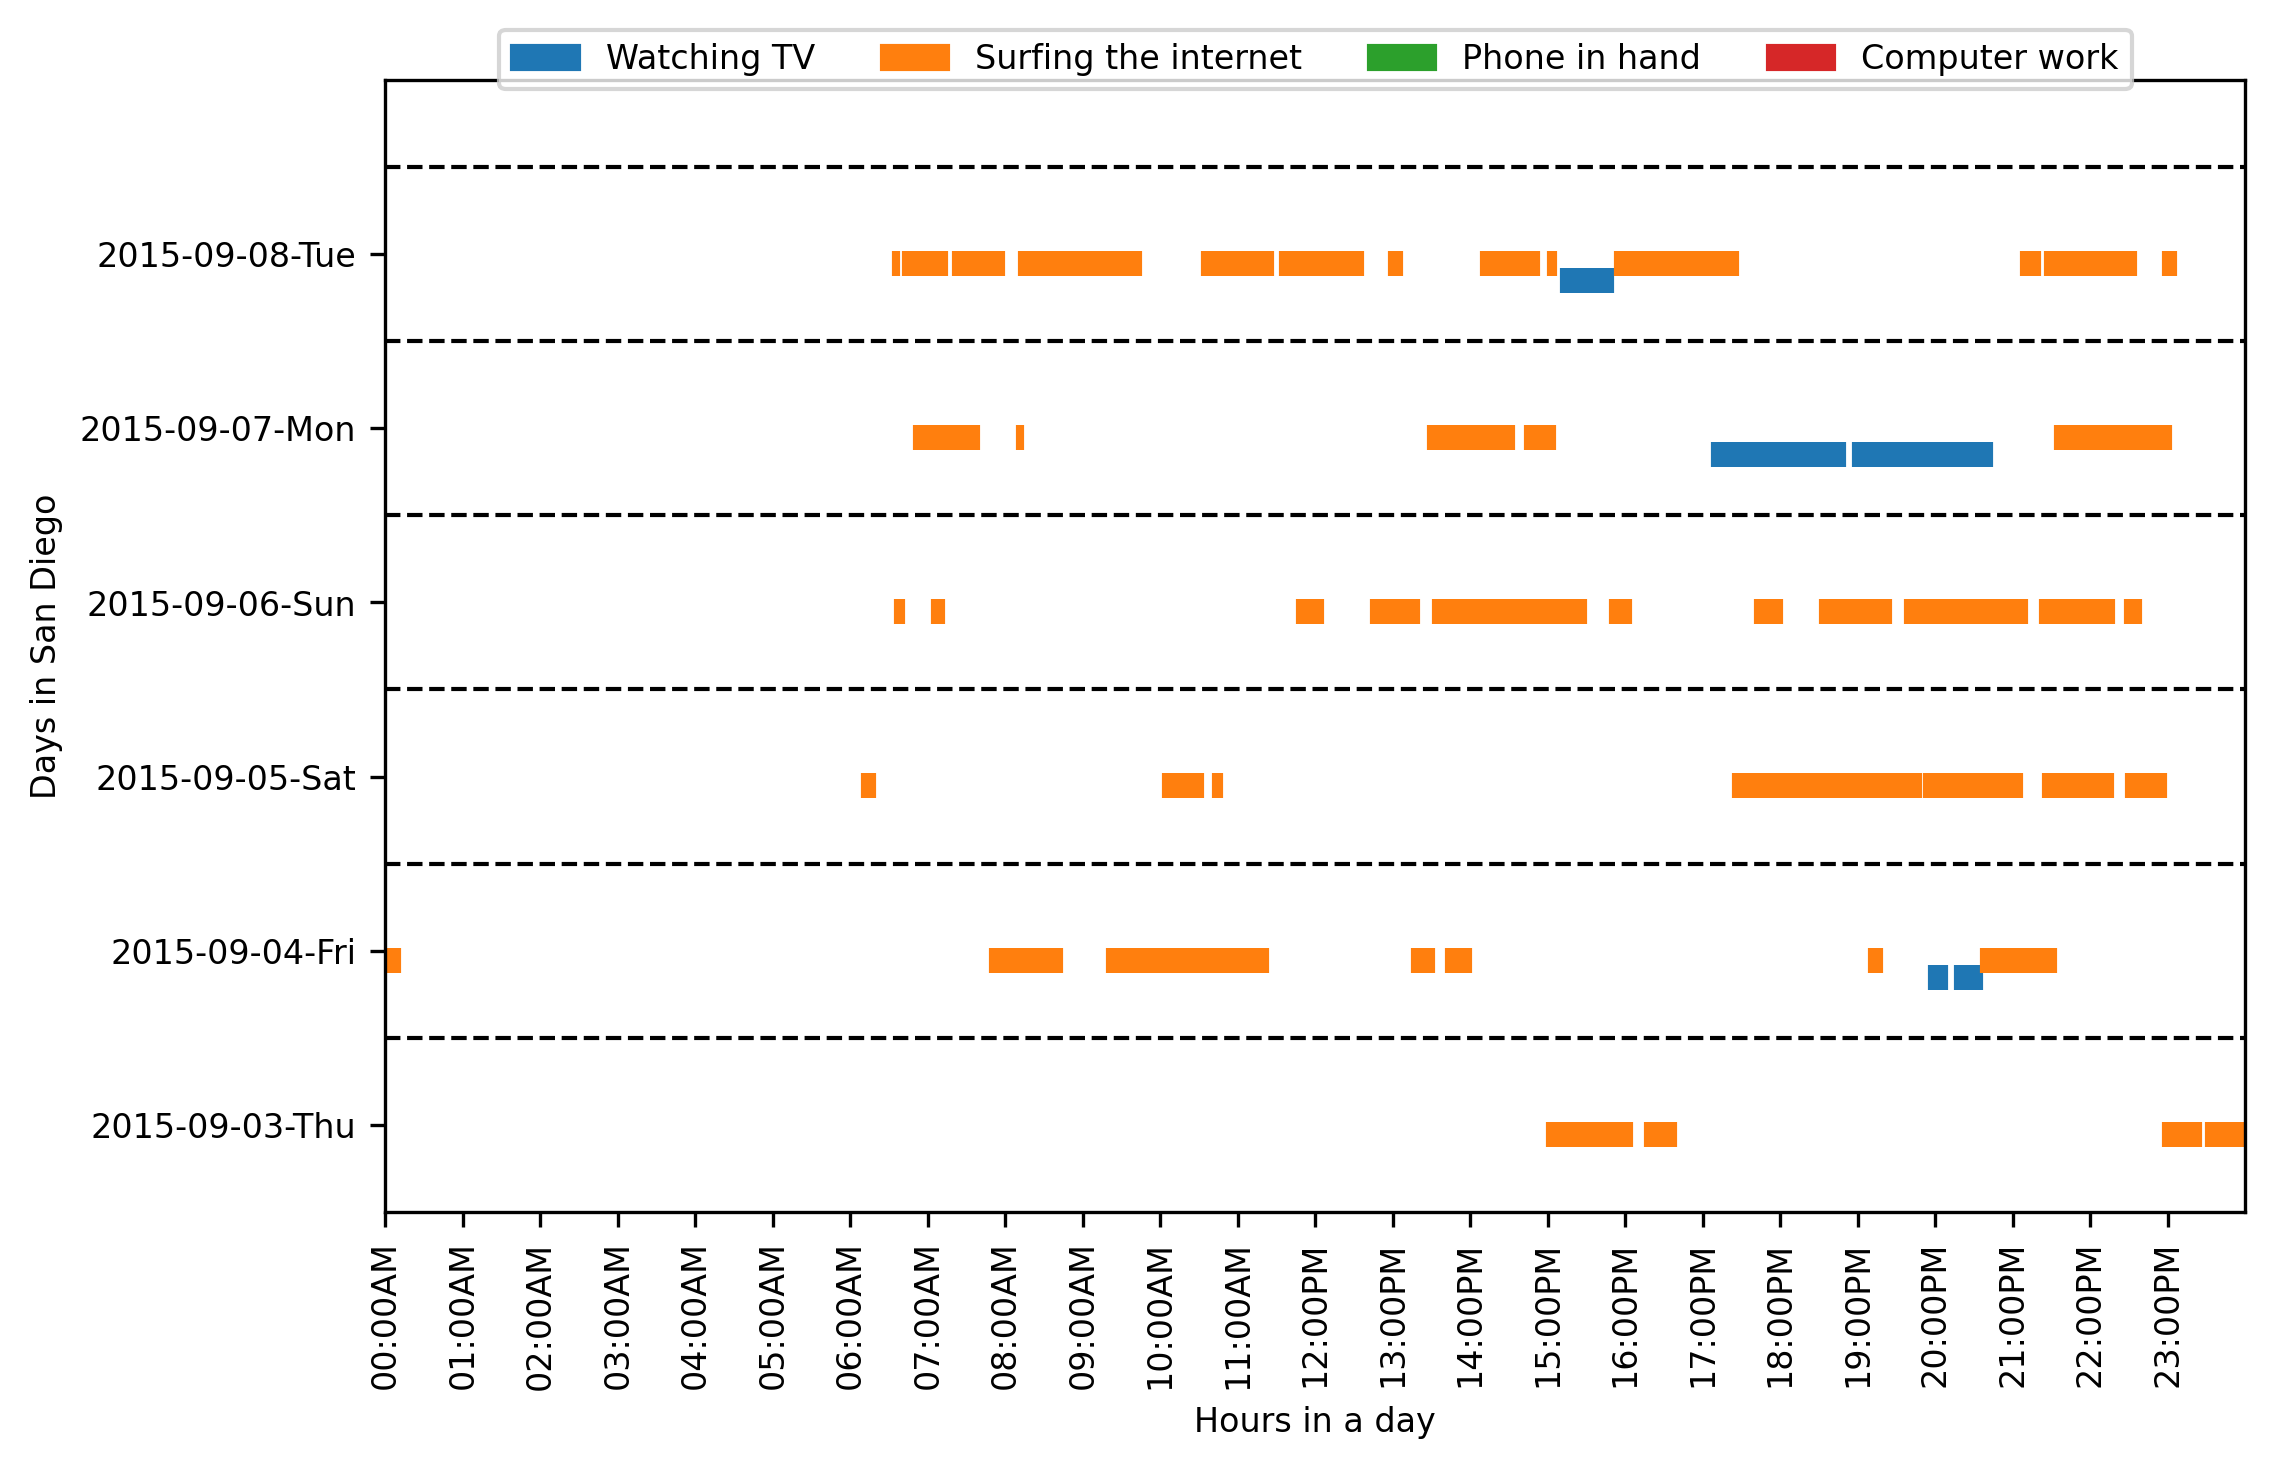 Watching TV Surfing the internet Phone in hand Computer work
Days in San Diego
2015-09-08-Tue
2015-09-07-Mon
2015-09-06-Sun
2015-09-05-Sat
2015-09-04-Fri
2015-09-03-Thu
00:00AM
01:00AM
02:00AM
03:00AM
04:00AM
05:00AM
06:00AM
07:00AM
08:00AM
09:00AM
10:00AM
11:00AM
12:00PM
13:00PM
14:00PM
15:00PM
16:00PM
17:00PM
18:00PM
19:00PM
20:00PM
21:00PM
22:00PM
23:00PM
Hours in a day